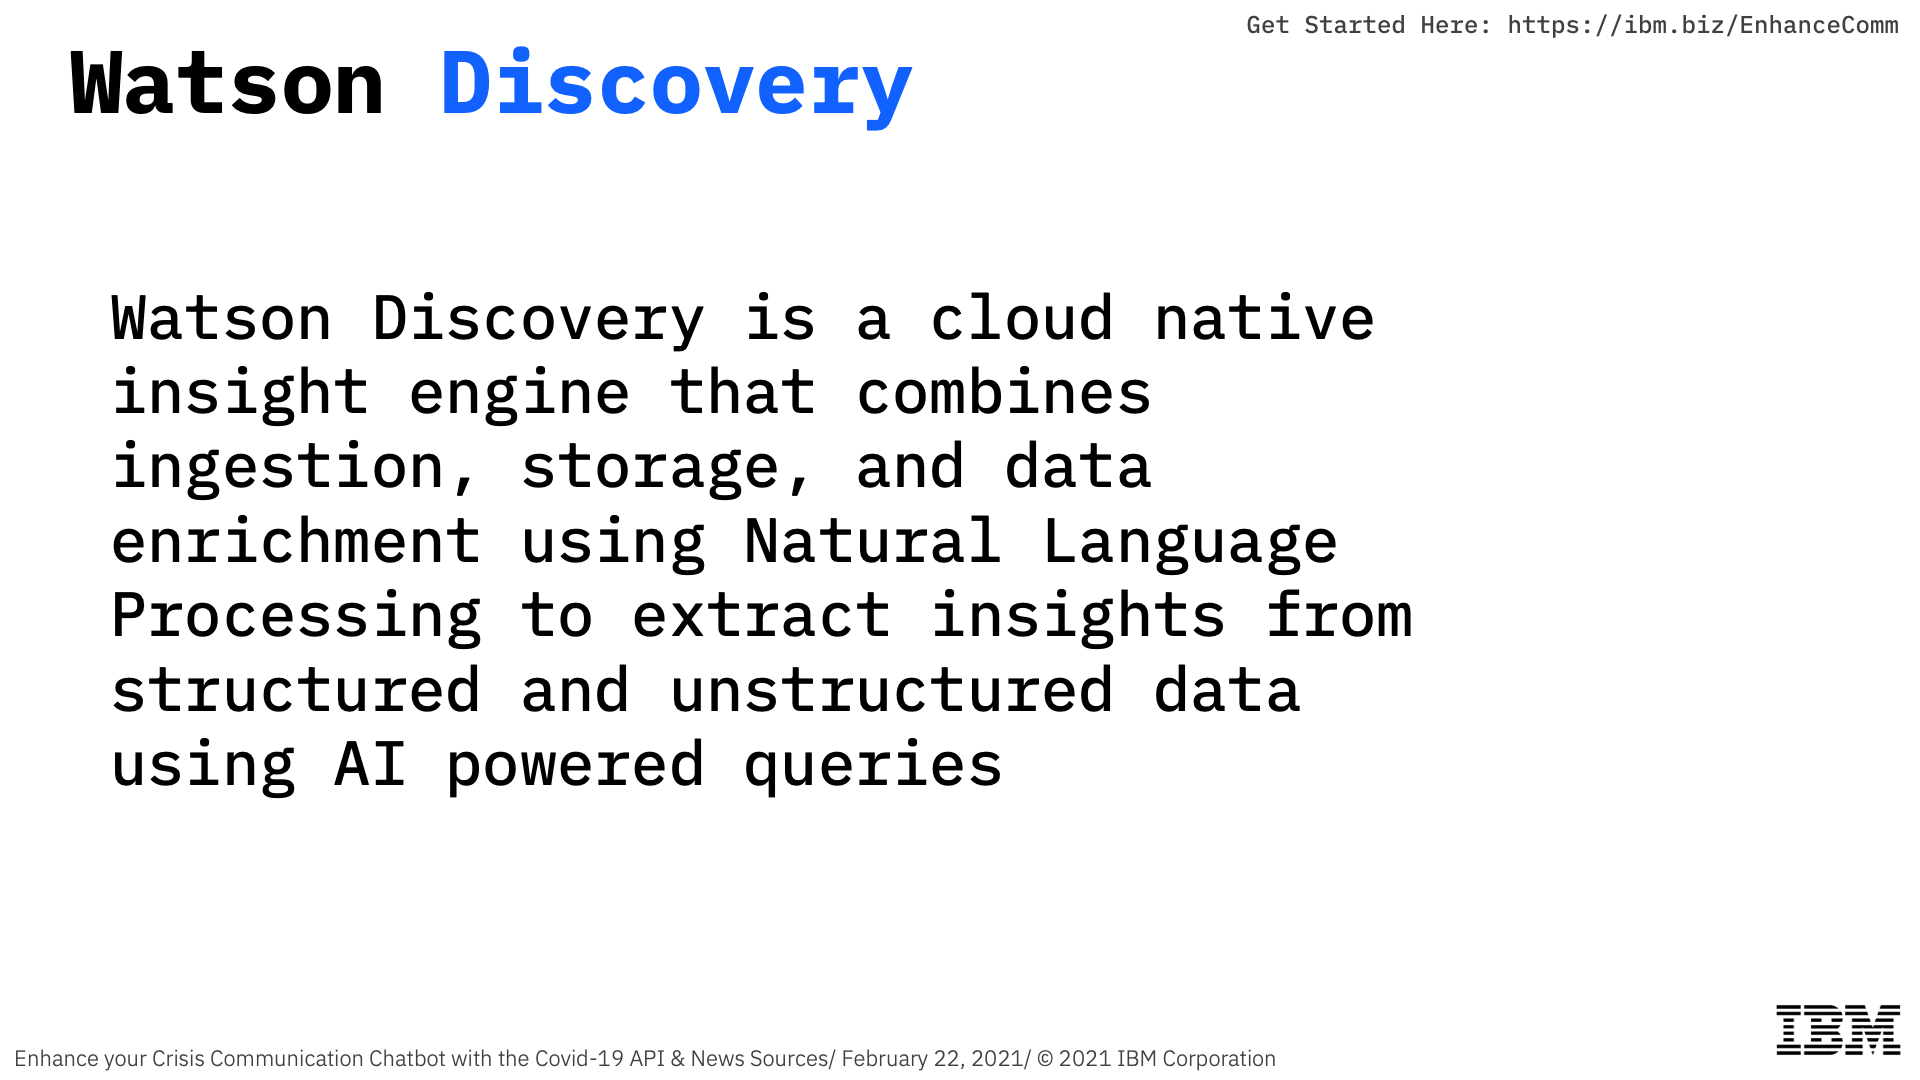 Get Started Here: https://ibm.biz/EnhanceComm
Watson Discovery
Watson Discovery is a cloud native
insight engine that combines
ingestion, storage, and data
enrichment using Natural Language
Processing to extract insights from
structured and unstructured data
using AI powered queries
IBM
Enhance your Crisis Communication Chatbot with the Covid-19 API & News Sources/ February 22, 2021/ © 2021 IBM Corporation